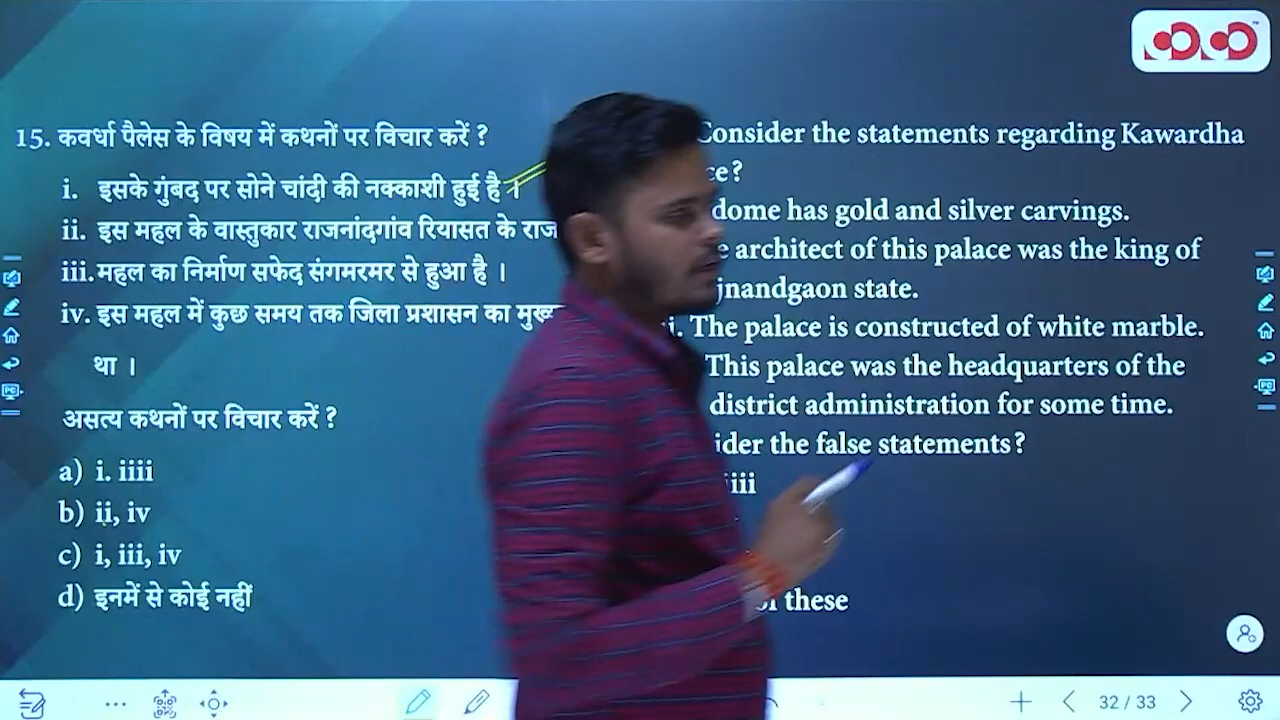 15. कवर्धा पैलेस के विषय में कथनों पर विचार करें ?
i. इसके गुंबद पर सोने चांदी की नक्काशी हुई है ।
ii. इस महल के वास्तुकार राजनांदगांव रियासत के
iii. महल का निर्माण सफेद संगमरमर से हुआ है ।
iv. इस महल में कुछ समय तक जिला प्रशासन का
था ।
असत्य कथनों पर विचार करें ?
a) i. iiii
b) ii, iv
c) i, iii, iv
d) इनमें से कोई नहीं
Consider the statements regarding Kawardha
dome has gold and silver carvings.
architect of this palace was the king of
state.
The palace is constructed of white marble.
This palace was the headquarters of the
district administration for some time.
the false statements?
these
32 / 33